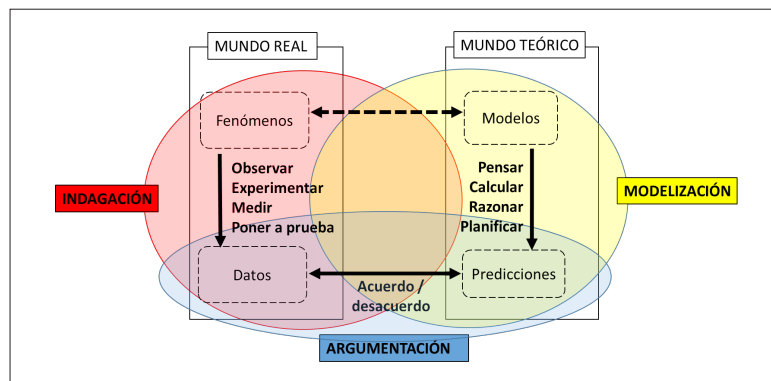 MUNDO REAL
MUNDO TEÓRICO
Fenómenos
Modelos
Observar
Experimentar
Medir
Poner a prueba
Pensar
Calcular
Razonar
Planificar
INDAGACIÓN
MODELIZACIÓN
Datos
Predicciones
Acuerdo /
desacuerdo
ARGUMENTACIÓN